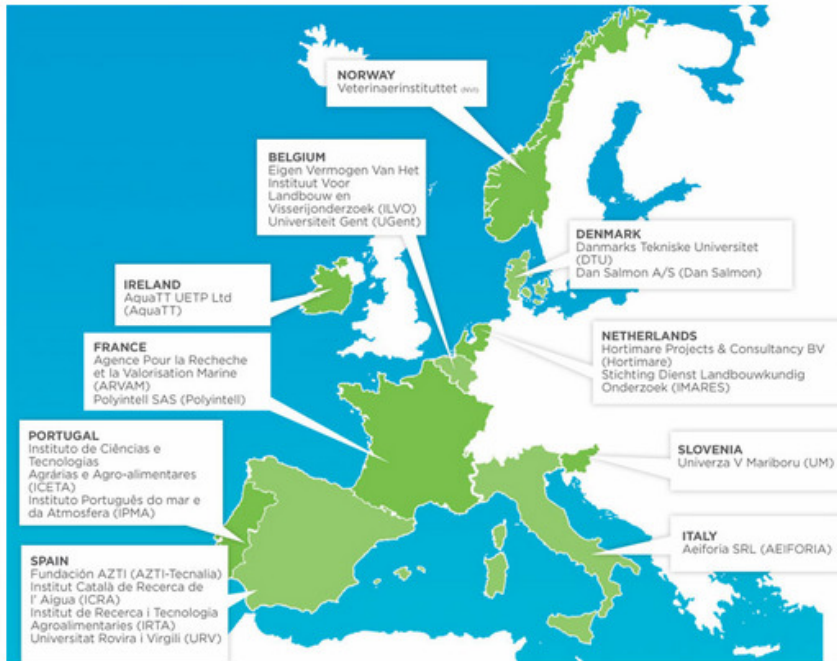 NORWAY
Veterinaerinstituttet (NVI)
BELGIUM
Eigen Vermogen Van Het
Instituut Voor
Landbouw en
Visserijonderzoek (ILVO)
Universiteit Gent (UGent)
DENMARK
Danmarks Tekniske Universitet
(DTU)
Dan Salmon A/S (Dan Salmon)
IRELAND
AquaTT UETP Ltd
(AquaTT)
FRANCE
Agence Pour la Recheche
et la Valorisation Marine
(ARVAM)
Polyintell SAS (Polyintell)
NETHERLANDS
Hortimare Projects & Consultancy BV
(Hortimare)
Stichting Dienst Landbouwkundig
Onderzoek (IMARES)
PORTUGAL
Instituto de Ciências e
Tecnologias
Agrárias e Agro-alimentares
(ICETA)
Instituto Português do mar e
da Atmosfera (IPMA)
SLOVENIA
Univerza V Mariboru (UM)
ITALY
Aeiforia SRL (AEIFORIA)
SPAIN
Fundación AZTI (AZTI-Tecnalia)
Institut Català de Recerca de
l' Aigua (ICRA)
Institut de Recerca i Tecnologia
Agroalimentaries (IRTA)
Universitat Rovira i Virgili (URV)